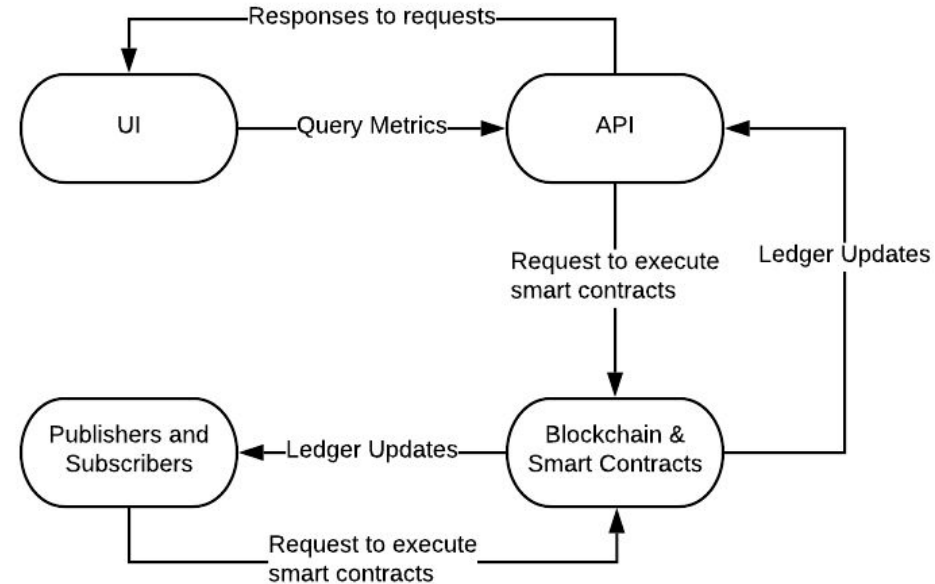 Responses to requests
UI
Query Metrics
API
Request to execute
smart contracts
Ledger Updates
Publishers and
Subscribers
Ledger Updates
Blockchain &
Smart Contracts
Request to execute
smart contracts